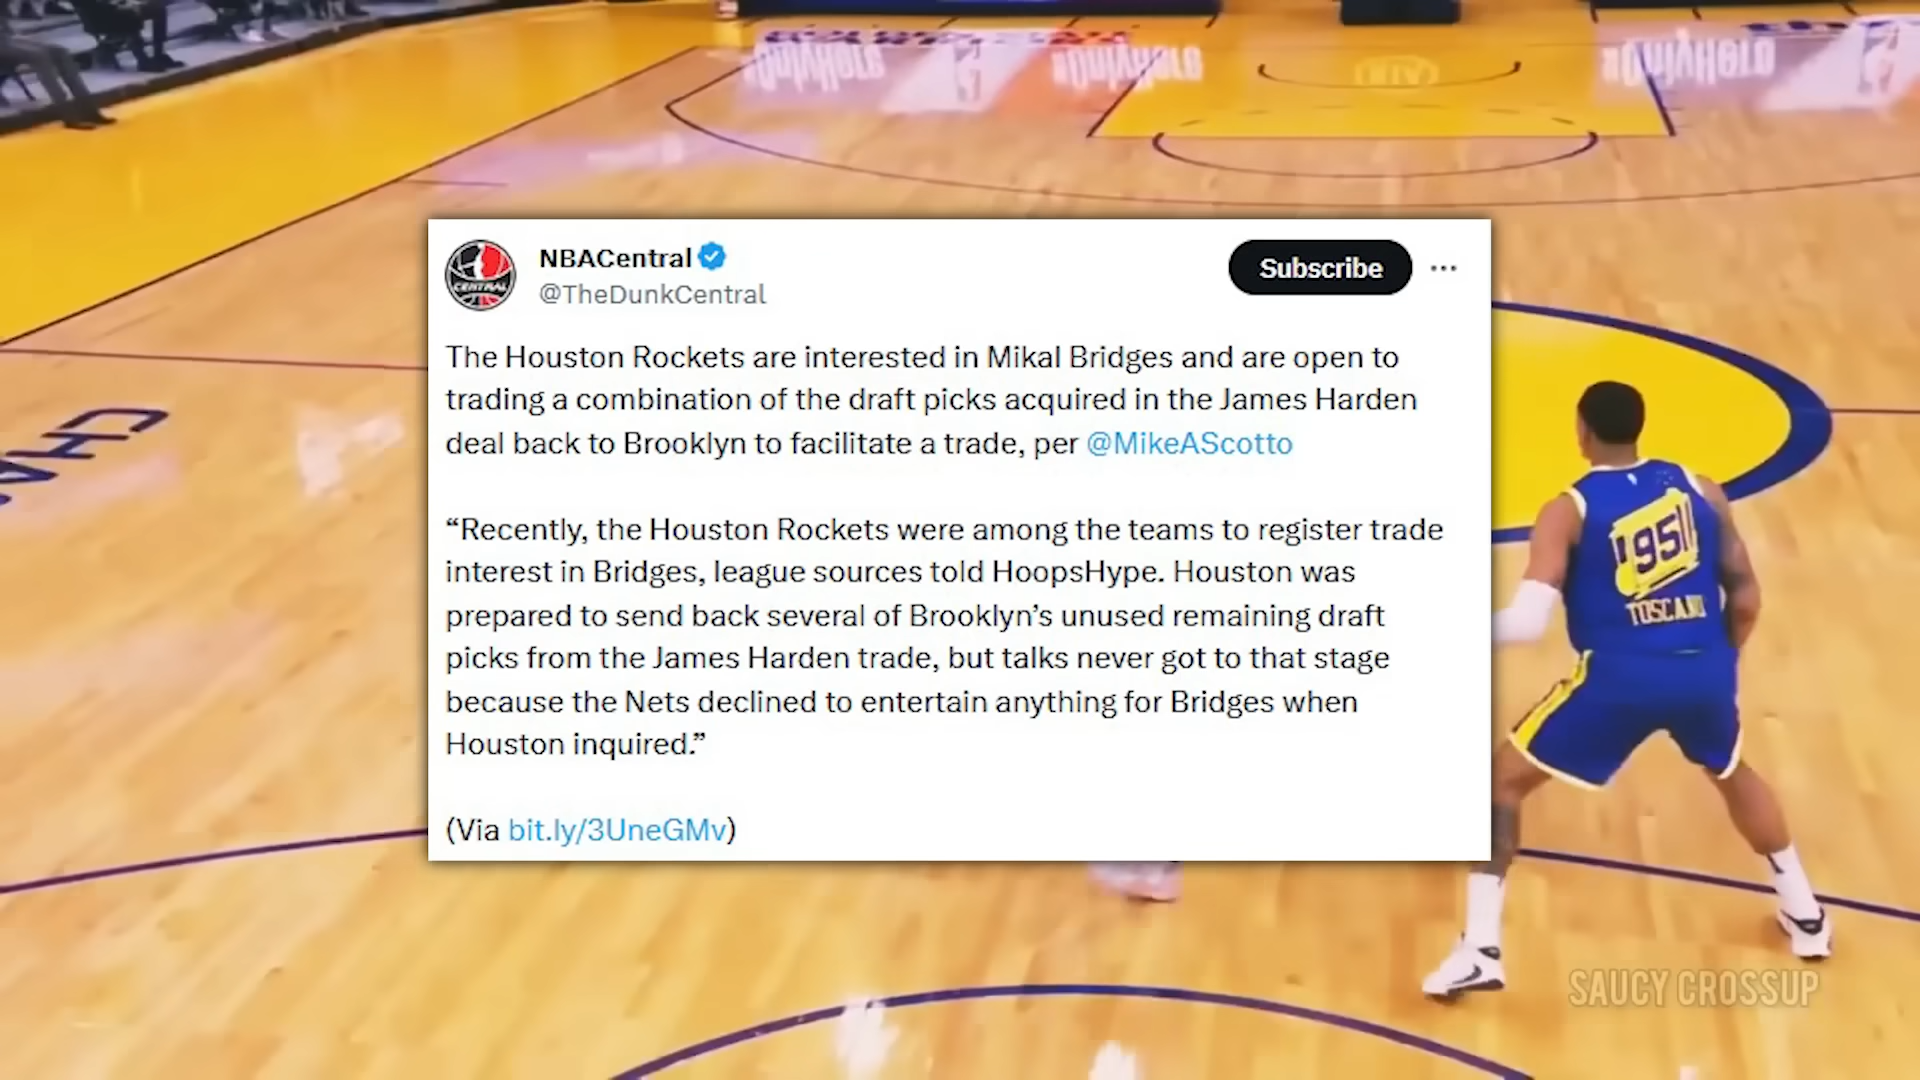 #OnlyHere
#OnlyHere
#OnlyHere
NBACentral
@TheDunkCentral
Subscribe
CENTRAL
The Houston Rockets are interested in Mikal Bridges and are open to
trading a combination of the draft picks acquired in the James Harden
deal back to Brooklyn to facilitate a trade, per @MikeAScotto
“Recently, the Houston Rockets were among the teams to register trade
interest in Bridges, league sources told HoopsHype. Houston was
prepared to send back several of Brooklyn’s unused remaining draft
picks from the James Harden trade, but talks never got to that stage
because the Nets declined to entertain anything for Bridges when
Houston inquired.”
(Via bit.ly/3UneGMv)
CHA
95
TOSCANO
SAUCY CROSSUP